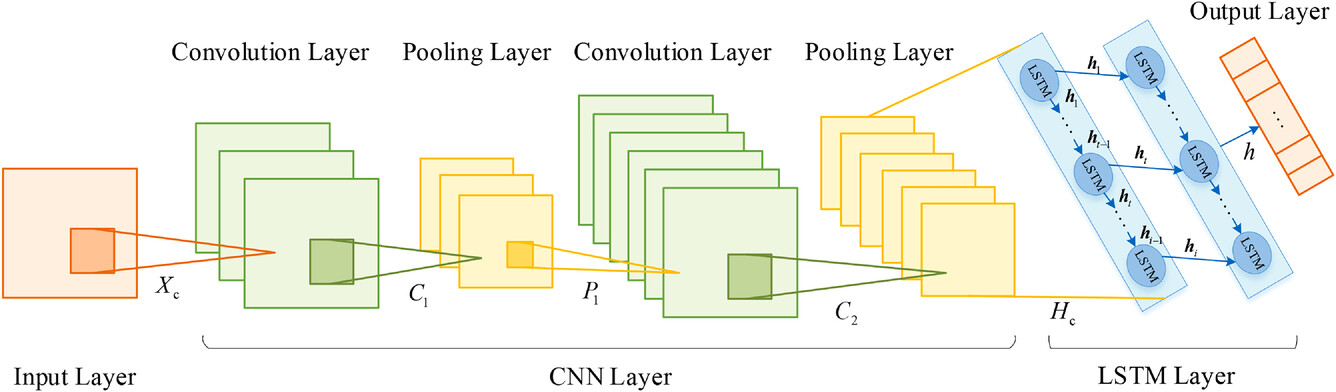 Output Layer
Convolution Layer
Pooling Layer
Convolution Layer
Pooling Layer
LSTM
h1
LSTM
h1
ht−1
LSTM
ht
LSTM
ht
h
...
ht−1
LSTM
ht
LSTM
Xc
C1
P1
C2
Hc
Input Layer
CNN Layer
LSTM Layer